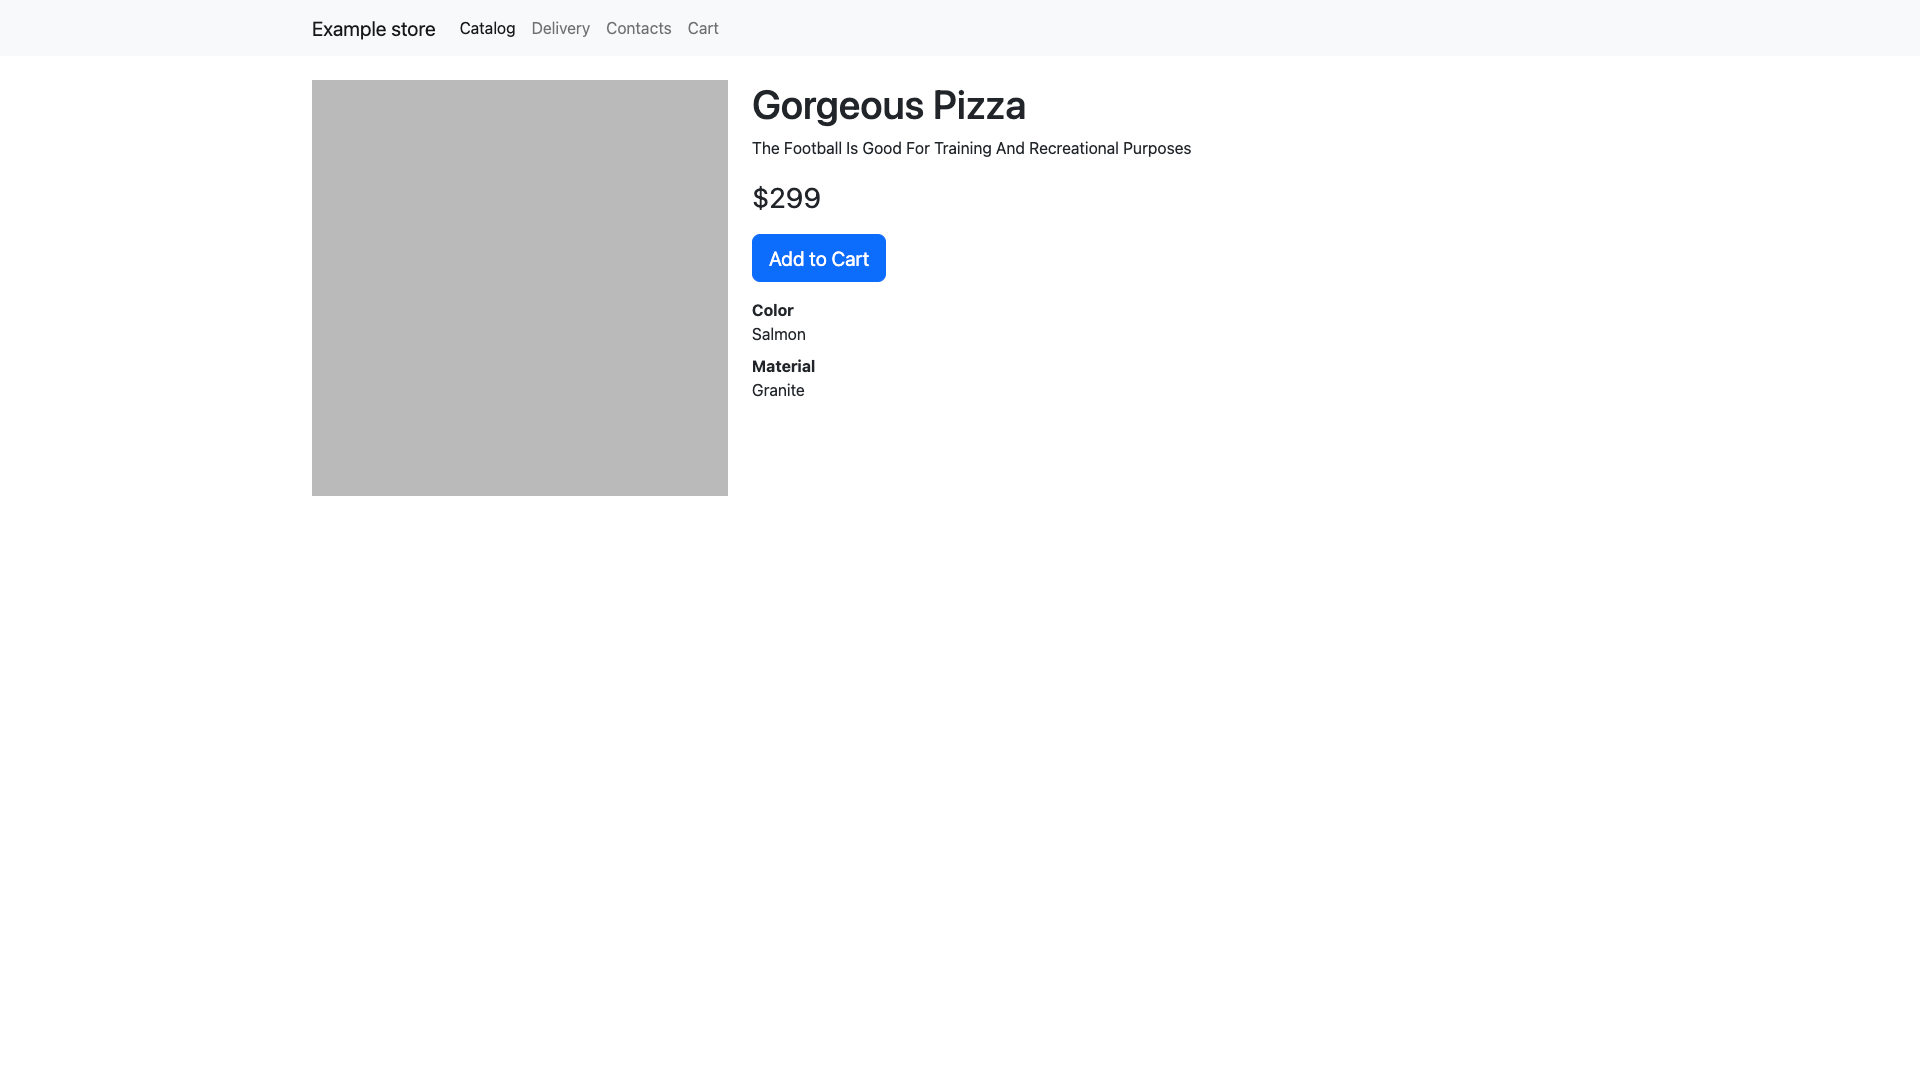 Example store Catalog Delivery Contacts Cart
Gorgeous Pizza
The Football Is Good For Training And Recreational Purposes
$299
Add to Cart
Color
Salmon
Material
Granite